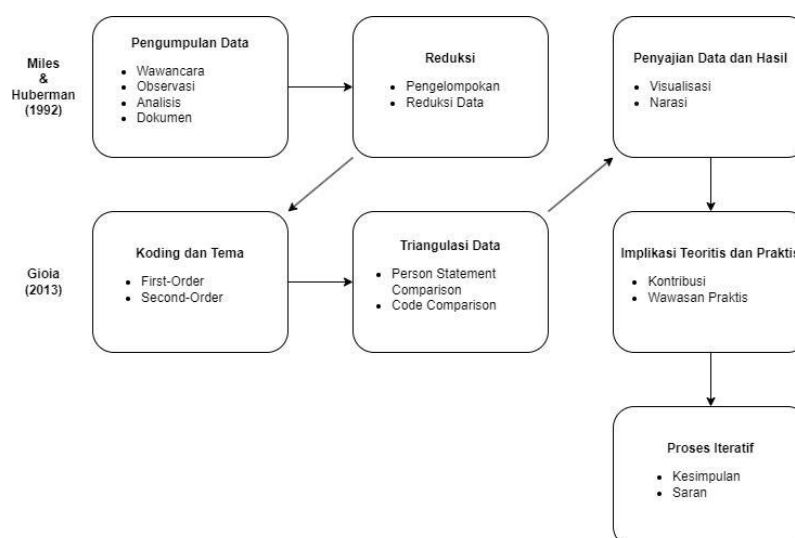 Miles
&
Huberman
(1992)
Pengumpulan Data
• Wawancara
• Observasi
• Analisis
• Dokumen
Reduksi
• Pengelompokan
• Reduksi Data
Penyajian Data dan Hasil
• Visualisasi
• Narasi
Gioia
(2013)
Koding dan Tema
• First-Order
• Second-Order
Triangulasi Data
• Person Statement
Comparison
• Code Comparison
Implikasi Teoritis dan Praktis
• Kontribusi
• Wawasan Praktis
Proses Iteratif
• Kesimpulan
• Saran